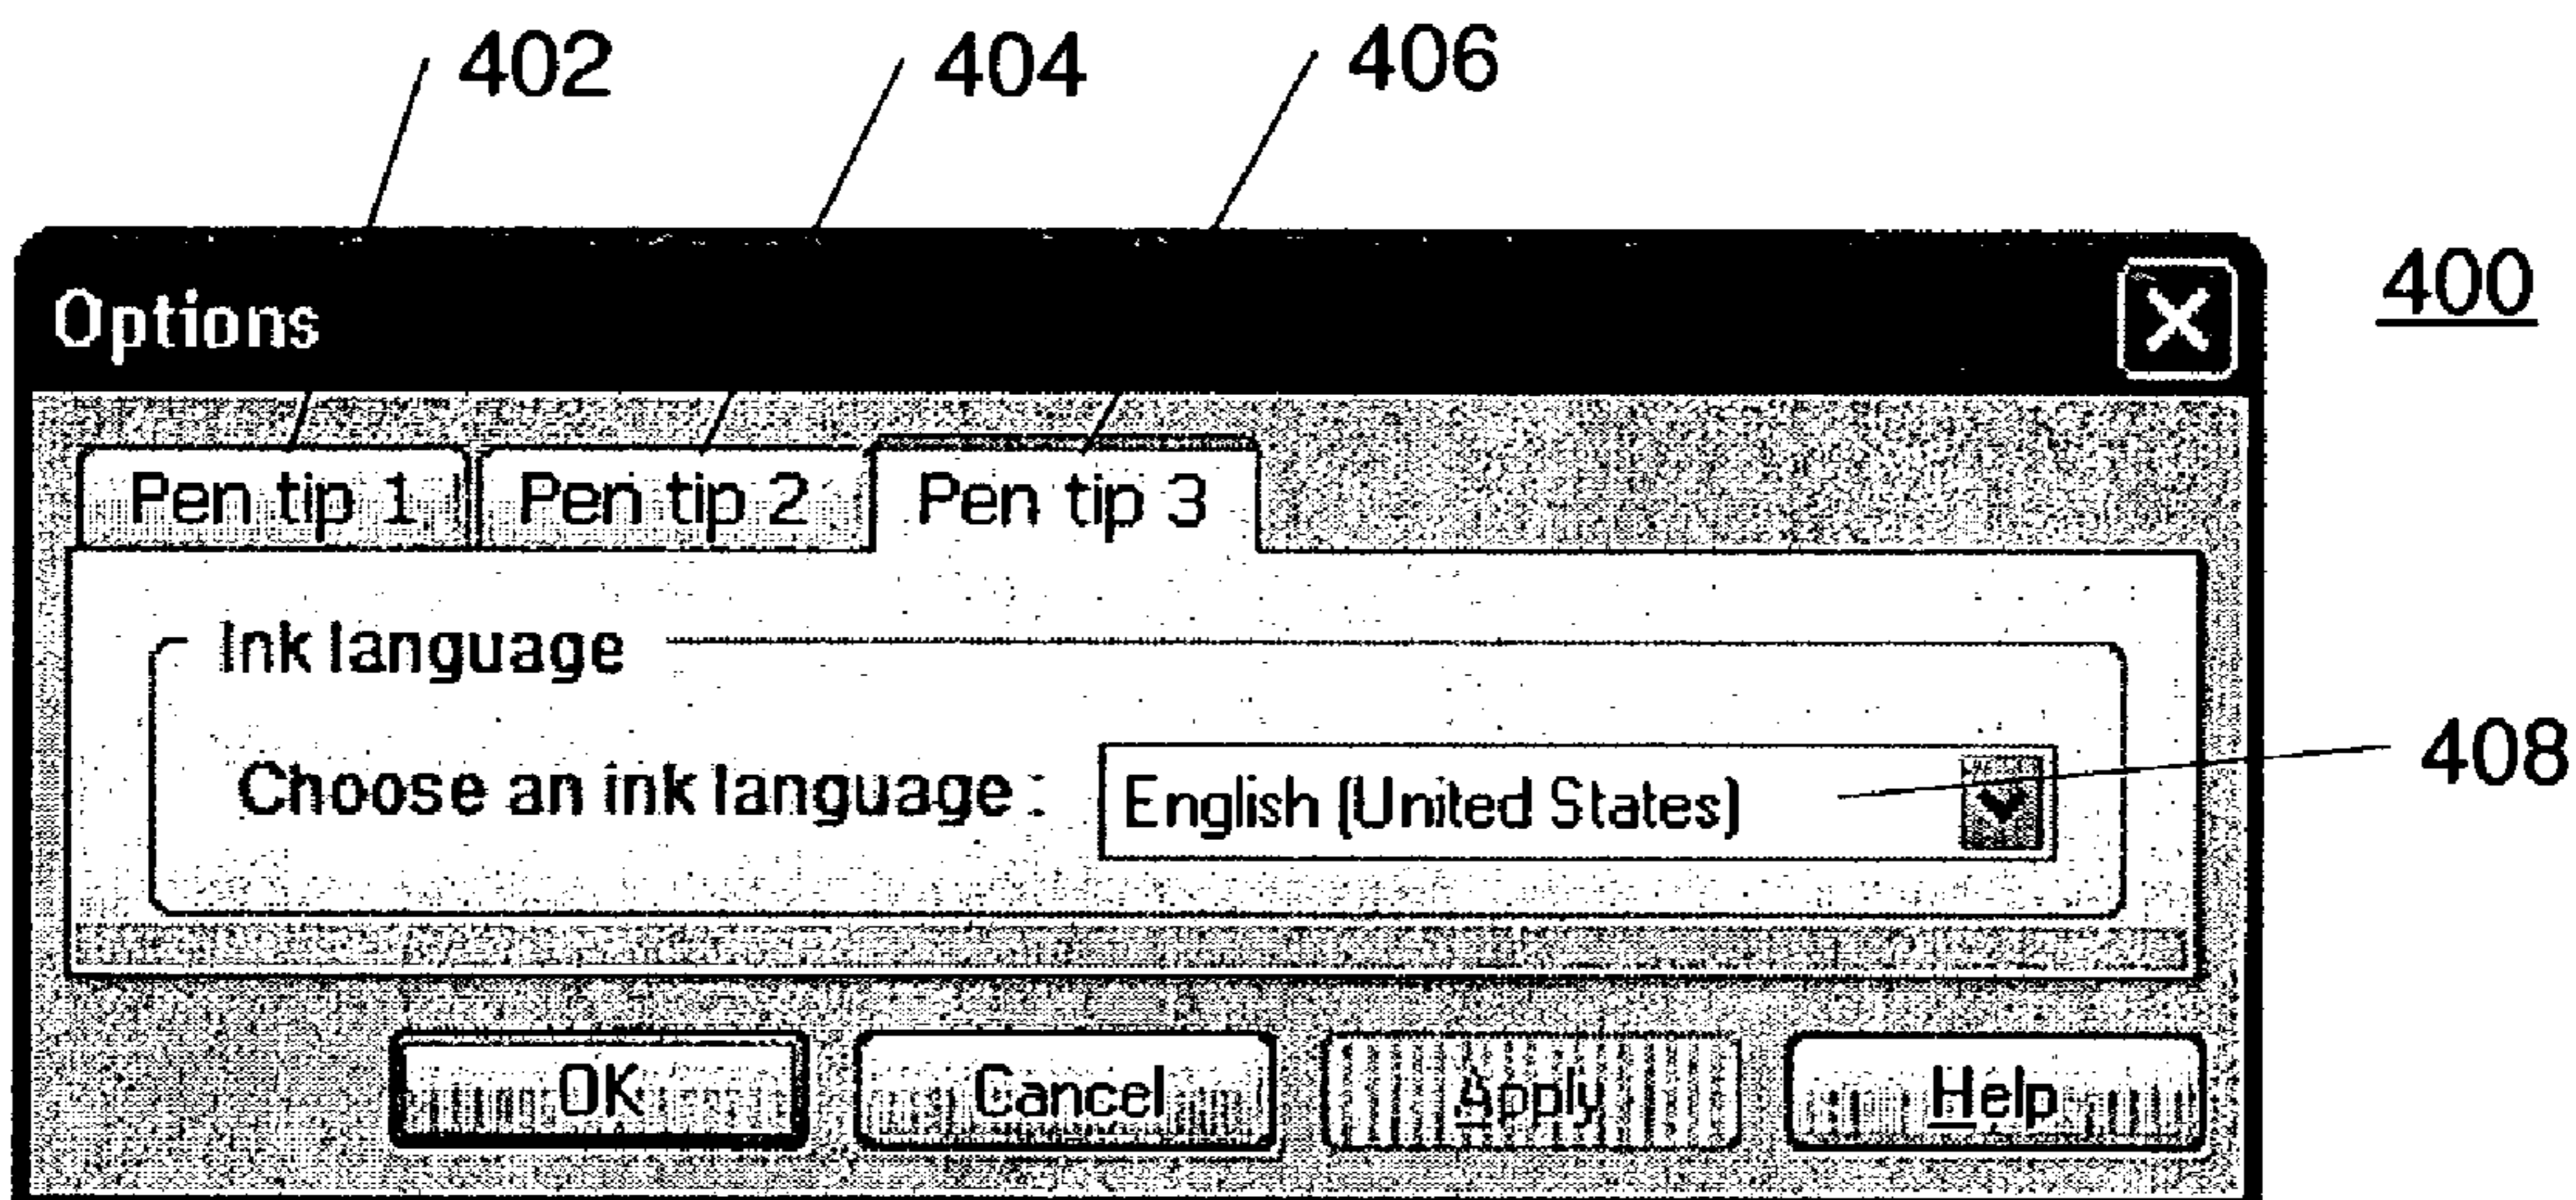 402 404 406
Options 400
Pen tip 1 Pen tip 2 Pen tip 3
Ink language
Choose an ink language: English (United States) 408
OK Cancel Apply Help